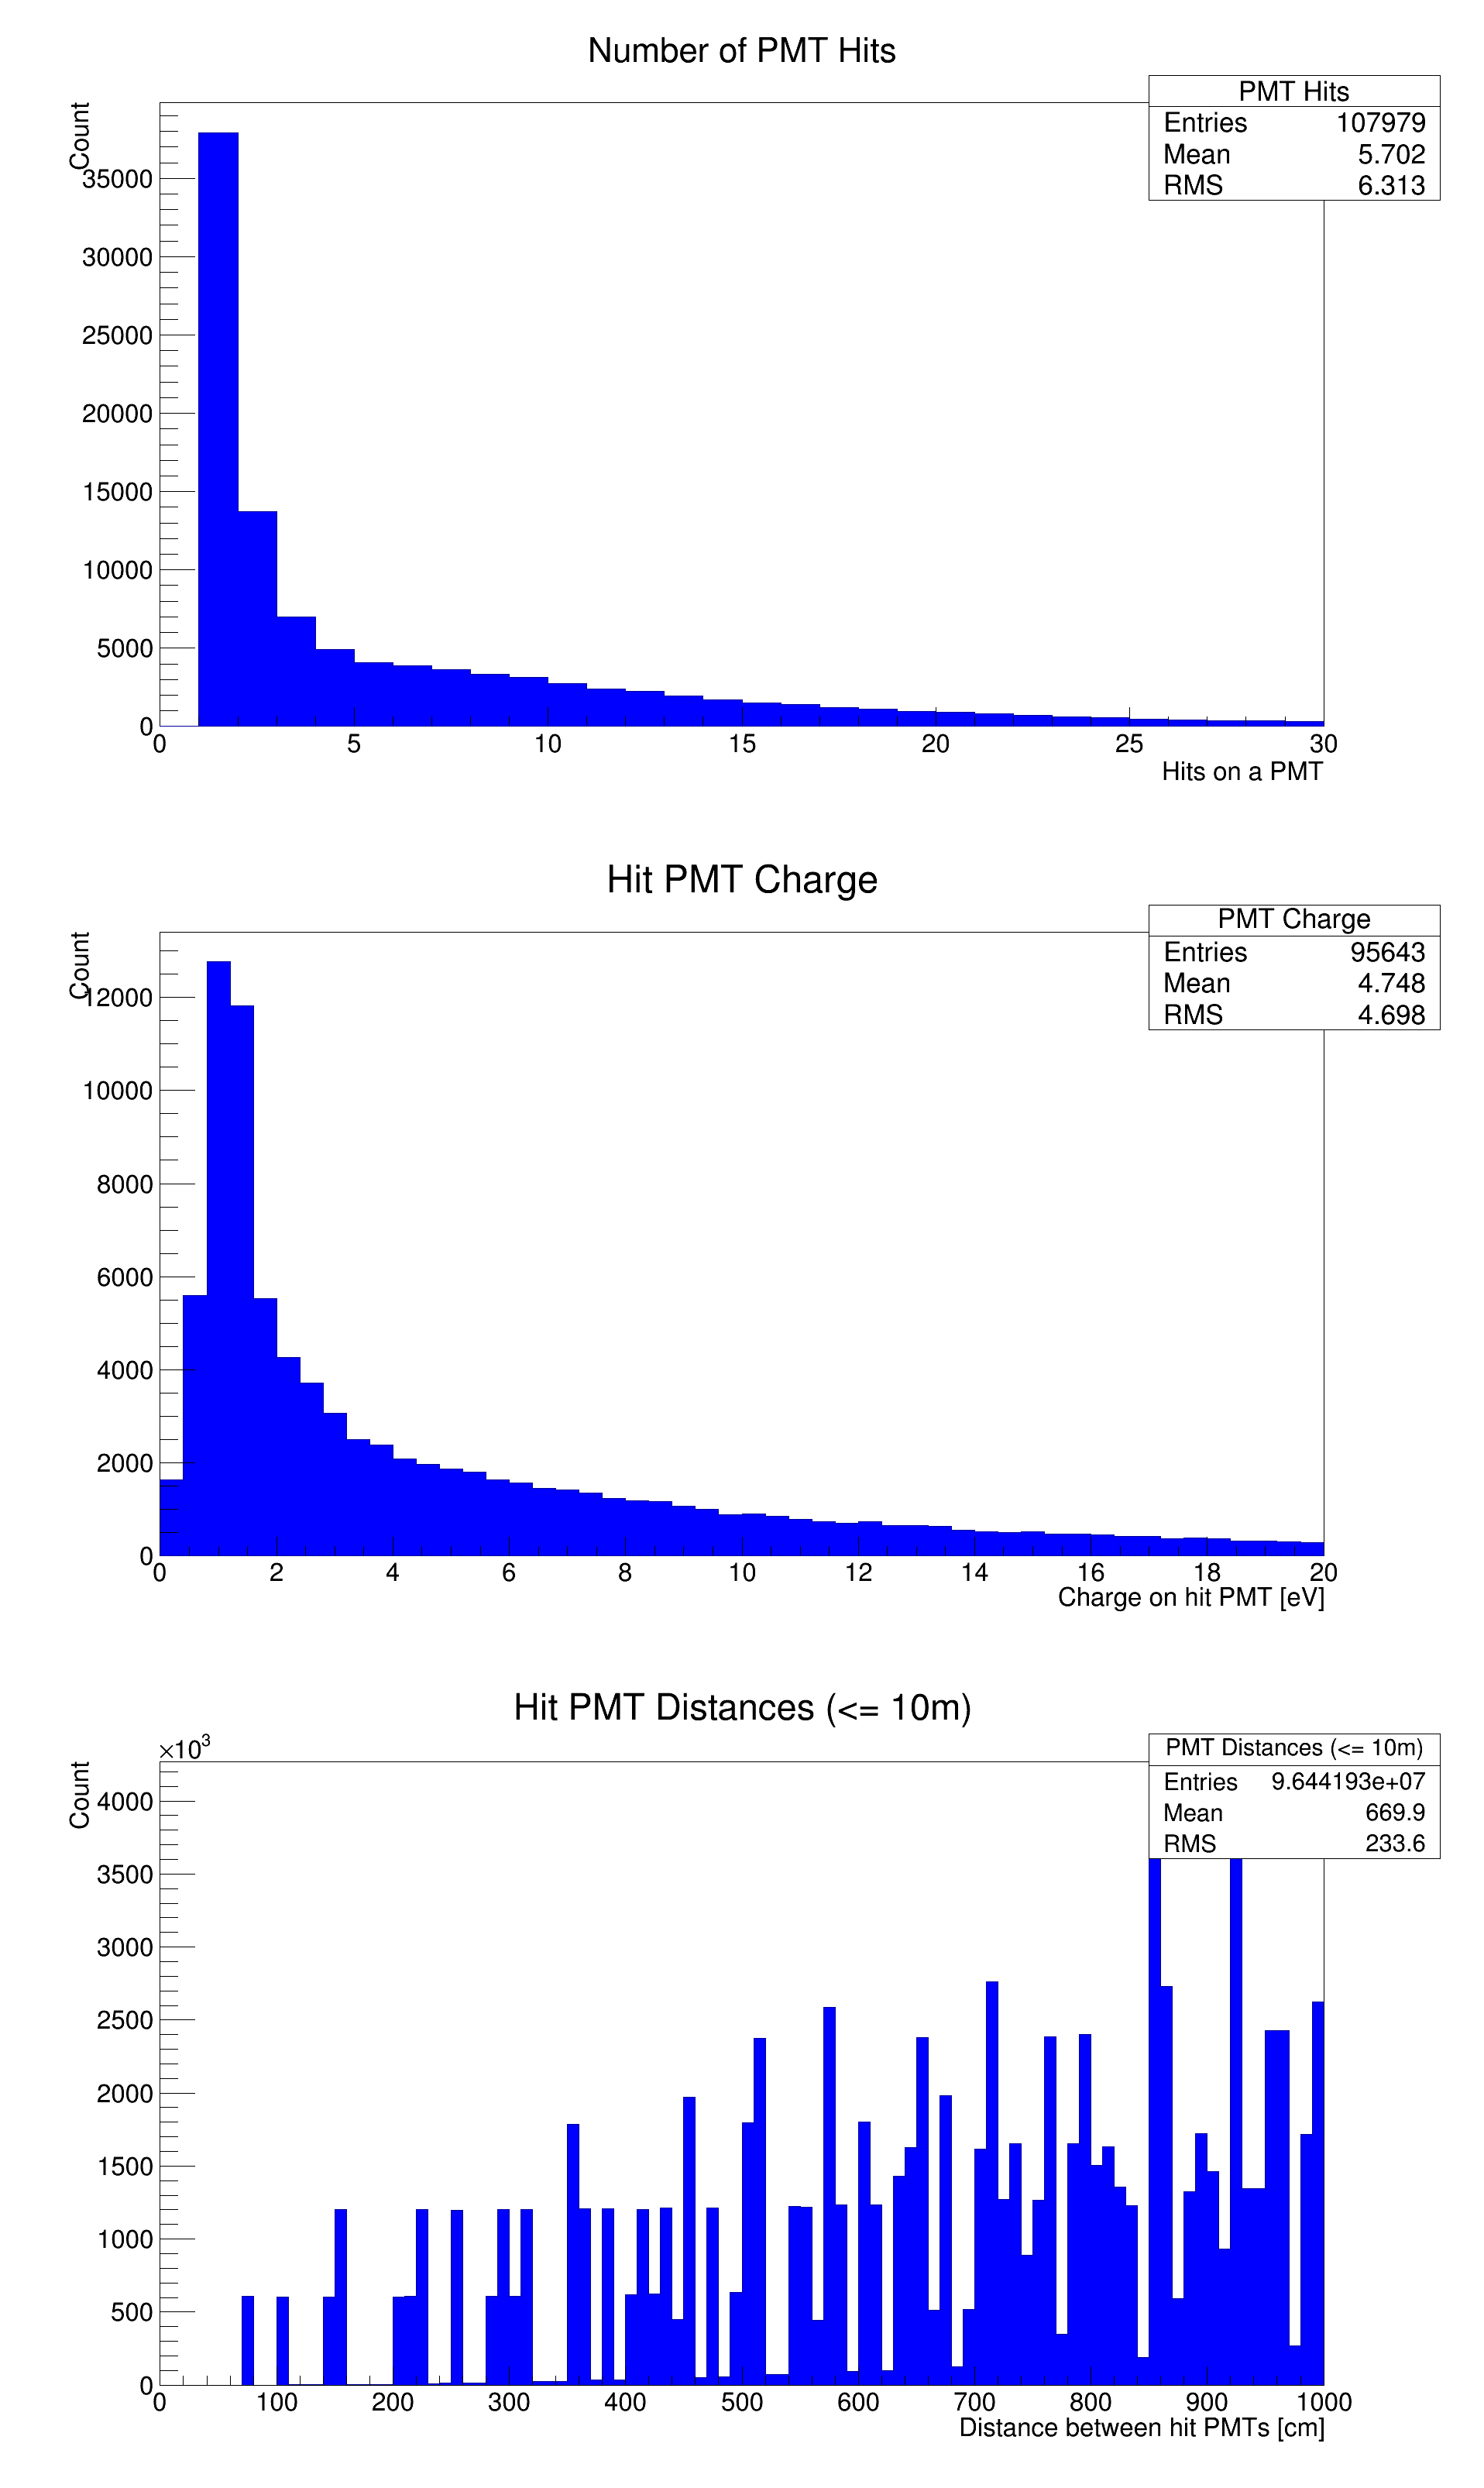 Number of PMT Hits
Count
PMT Hits
Entries 107979
Mean 5.702
RMS 6.313
35000
30000
25000
20000
15000
10000
5000
0
0 5 10 15 20 25 30
Hits on a PMT
Hit PMT Charge
Count
PMT Charge
Entries 95643
Mean 4.748
RMS 4.698
12000
10000
8000
6000
4000
2000
0
0 2 4 6 8 10 12 14 16 18 20
Charge on hit PMT [eV]
Hit PMT Distances (<= 10m)
×10³
Count
PMT Distances (<= 10m)
Entries 9.644193e+07
Mean 669.9
RMS 233.6
4000
3500
3000
2500
2000
1500
1000
500
0
0 100 200 300 400 500 600 700 800 900 1000
Distance between hit PMTs [cm]